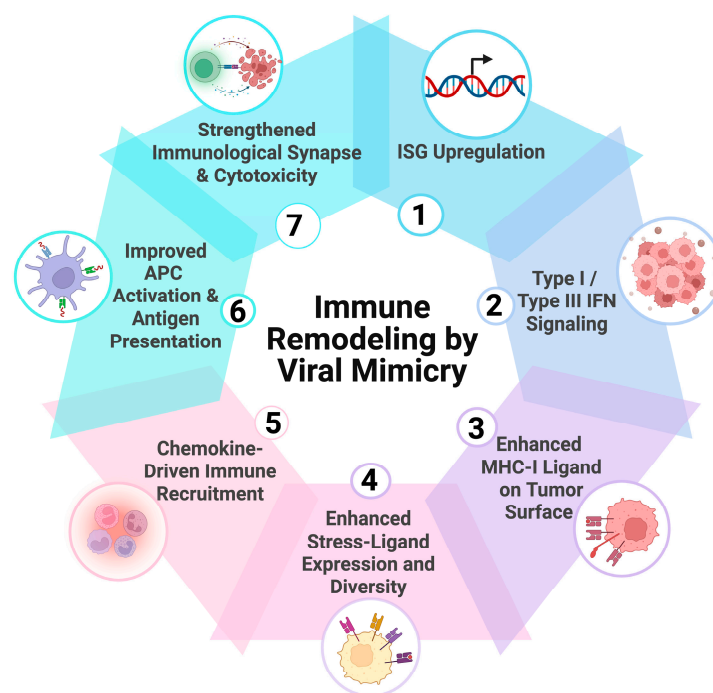 Immune
Remodeling by
Viral Mimicry
1
ISG Upregulation
2
Type I /
Type III IFN
Signaling
3
Enhanced
MHC-I Ligand
on Tumor
Surface
4
Enhanced
Stress-Ligand
Expression and
Diversity
5
Chemokine-
Driven Immune
Recruitment
6
Improved
APC
Activation &
Antigen
Presentation
7
Strengthened
Immunological Synapse
& Cytotoxicity